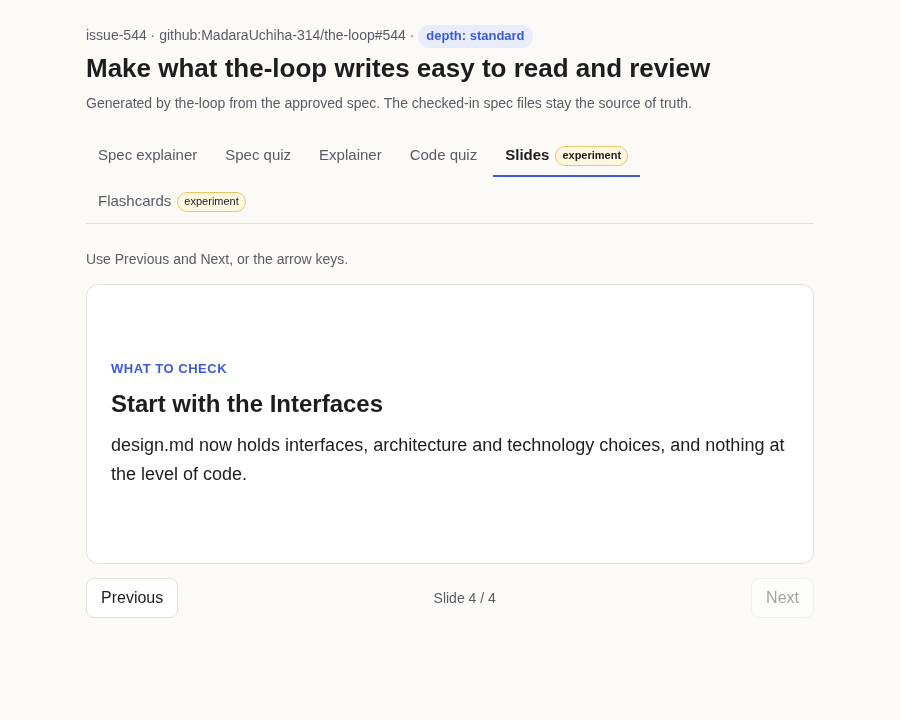 issue-544 · github:MadaraUchiha-314/the-loop#544 · depth: standard
Make what the-loop writes easy to read and review
Generated by the-loop from the approved spec. The checked-in spec files stay the source of truth.
Spec explainer Spec quiz Explainer Code quiz Slides experiment
Flashcards experiment
Use Previous and Next, or the arrow keys.
WHAT TO CHECK
Start with the Interfaces
design.md now holds interfaces, architecture and technology choices, and nothing at
the level of code.
Previous Slide 4 / 4 Next